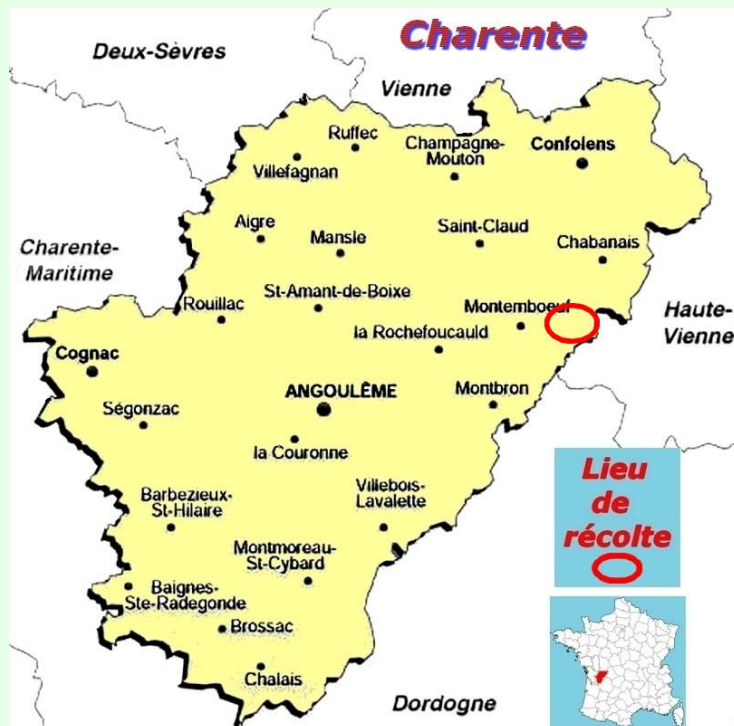 Charente
Deux-Sèvres
Vienne
Ruffec
Champagne-
Mouton
Confolens
Villefagnan
Aigre
Mansle
Saint-Claud
Chabanais
Charente-
Maritime
Rouillac
St-Amant-de-Boixe
Montemboeuf
Haute-
Vienne
la Rochefoucauld
Cognac
ANGOULÊME
Montbron
Ségonzac
la Couronne
Lieu
de
récolte
Barbezieux-
St-Hilaire
Villebois-
Lavalette
Montmoreau-
St-Cybard
Baignes-
Ste-Radegonde
Brossac
Chalais
Dordogne